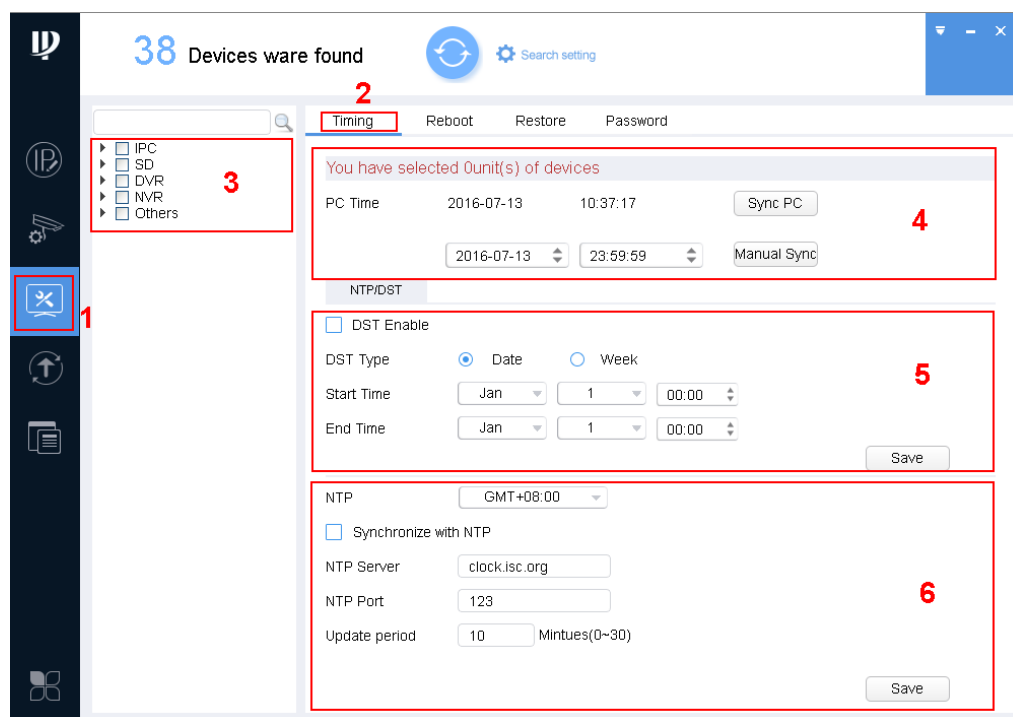 38 Devices ware found
Search setting
2
Timing Reboot Restore Password
IPC
SD
DVR
NVR
Others
3
You have selected 0unit(s) of devices
PC Time 2016-07-13 10:37:17 Sync PC
4
2016-07-13 23:59:59 Manual Sync
NTP/DST
1
DST Enable
DST Type Date Week
5
Start Time Jan 1 00:00
End Time Jan 1 00:00
Save
NTP GMT+08:00
Synchronize with NTP
NTP Server clock.isc.org
6
NTP Port 123
Update period 10 Mintues(0~30)
Save
IP